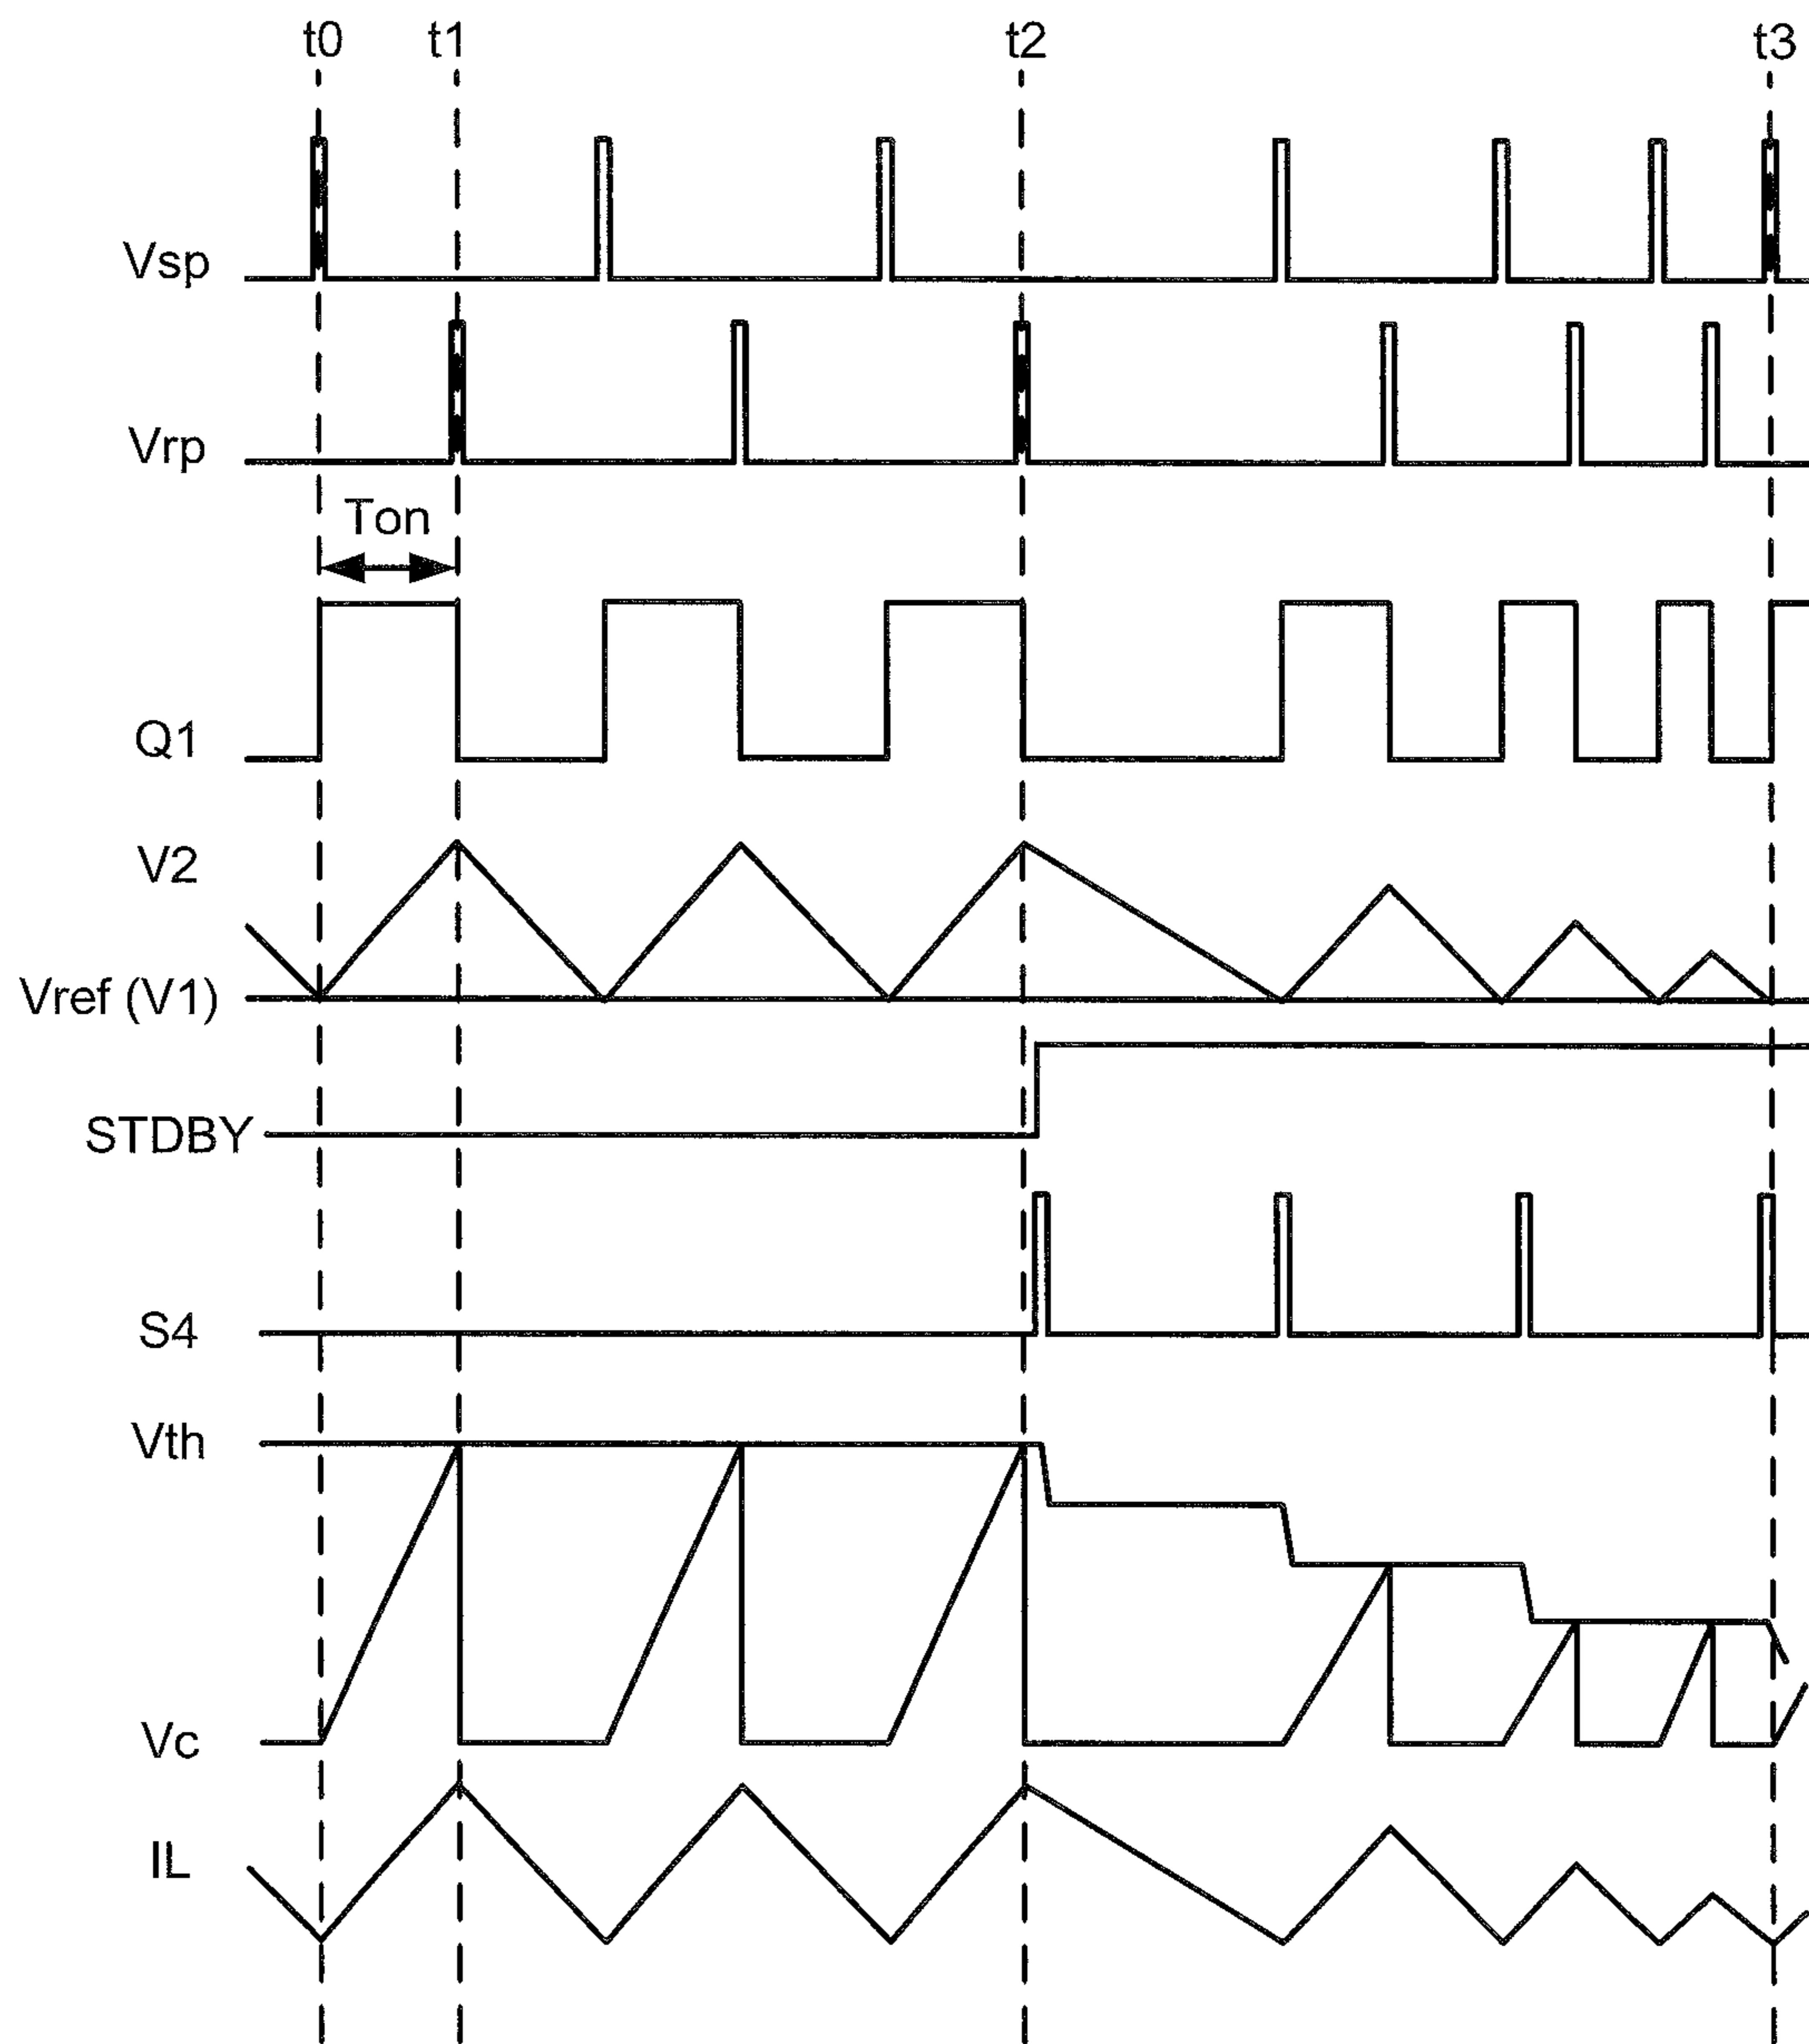 t0 t1 t2 t3
Vsp
Vrp
Ton
Q1
V2
Vref (V1)
STDBY
S4
Vth
Vc
IL